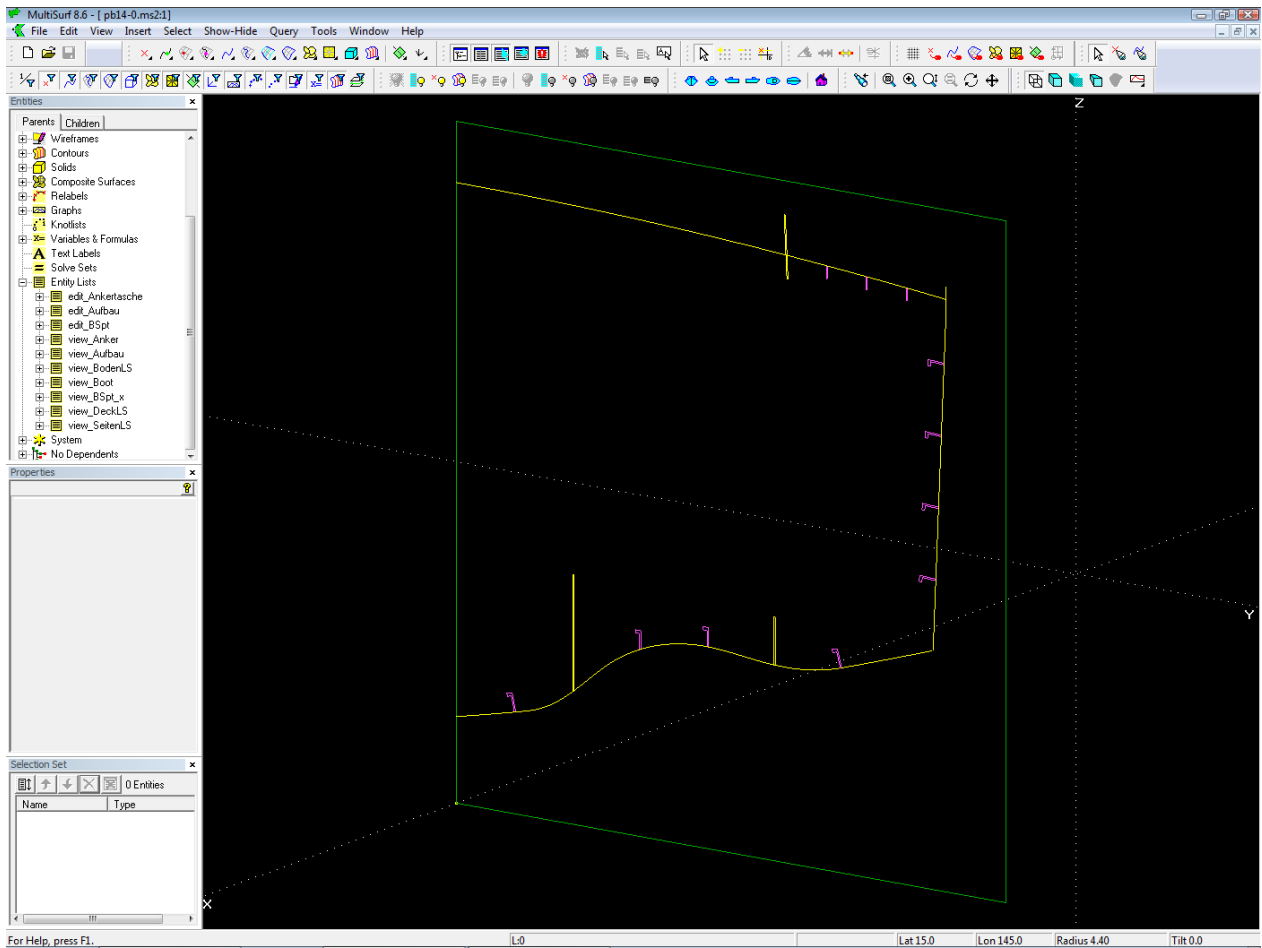 MultiSurf 8.6 - [ pb14-0.ms2:1]
File Edit View Insert Select Show-Hide Query Tools Window Help
Entities
Parents Children
Wireframes
Contours
Solids
Composite Surfaces
Relabels
Graphs
Knotlists
Variables & Formulas
Text Labels
Solve Sets
Entity Lists
edit_Ankertasche
edit_Aufbau
edit_BSpt
view_Anker
view_Aufbau
view_BodenLS
view_Boot
view_BSpt_x
view_DeckLS
view_SeitenLS
System
No Dependents
Properties
Selection Set
0 Entities
Name Type
Z
Y
X
For Help, press F1.
L:0
Lat 15.0 Lon 145.0 Radius 4.40 Tilt 0.0